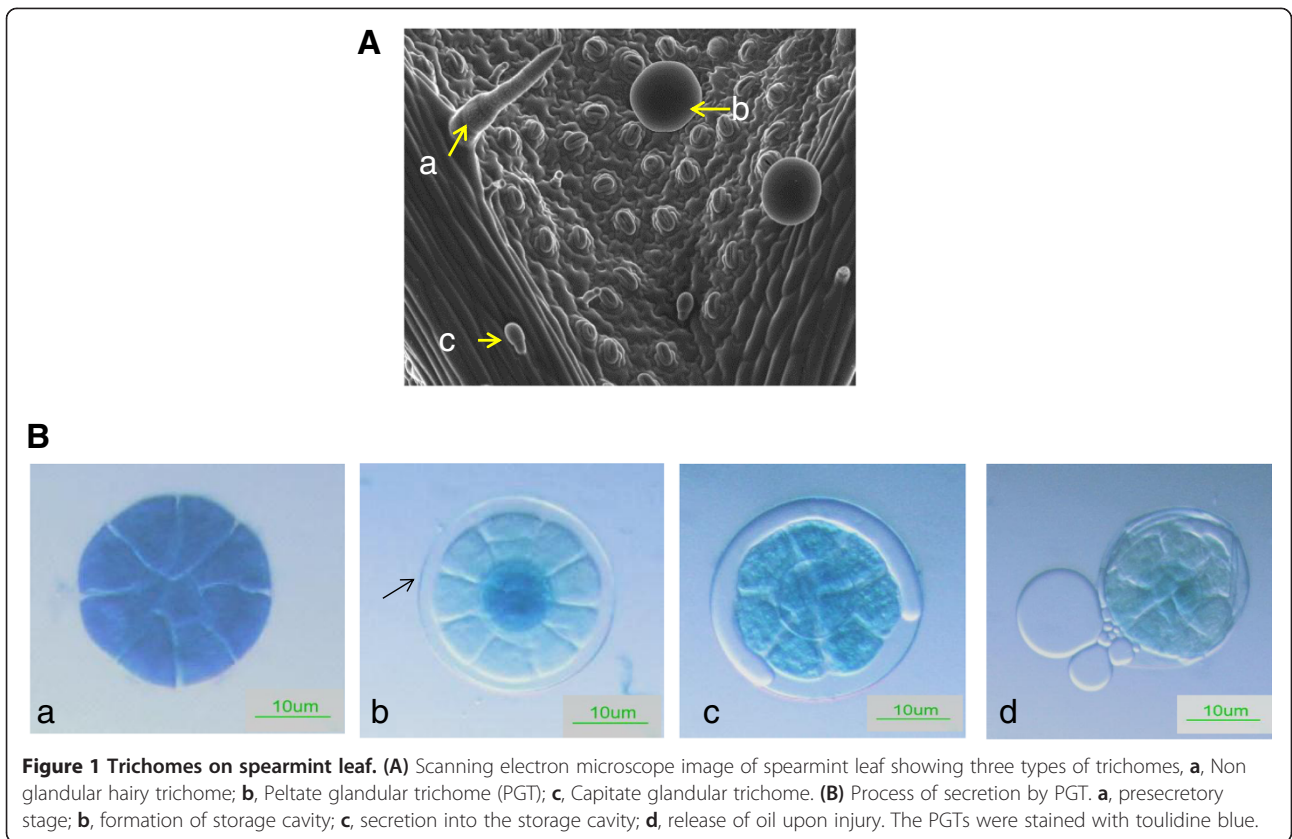 A
a
b
c
B
a
10um
b
10um
c
10um
d
10um
Figure 1 Trichomes on spearmint leaf. (A) Scanning electron microscope image of spearmint leaf showing three types of trichomes, a, Non
glandular hairy trichome; b, Peltate glandular trichome (PGT); c, Capitate glandular trichome. (B) Process of secretion by PGT. a, presecretory
stage; b, formation of storage cavity; c, secretion into the storage cavity; d, release of oil upon injury. The PGTs were stained with toulidine blue.